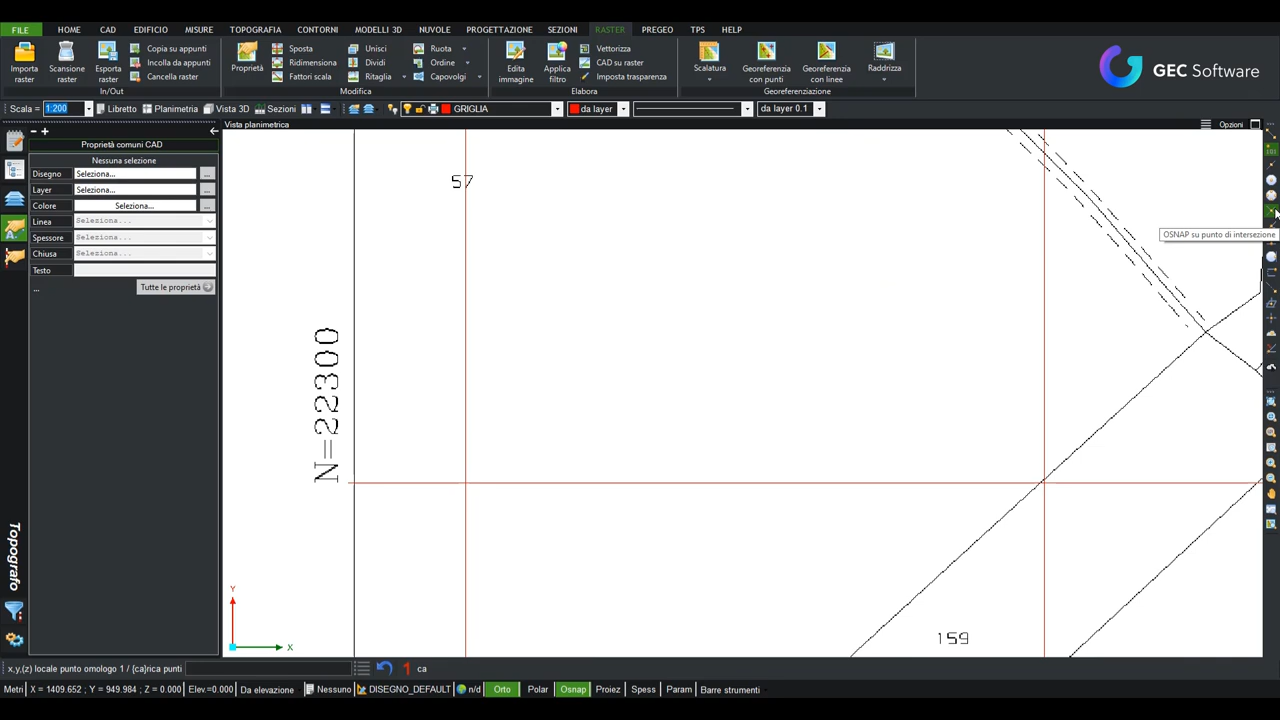 FILE HOME CAD EDIFICIO MISURE TOPOGRAFIA CONTORNI MODELLI 3D NUVOLE PROGETTAZIONE SEZIONI RASTER PREGEO TPS HELP
Importa raster
Scansione raster
Esporta raster
Copia su appunti
Incolla da appunti
Cancella raster
In/Out
Proprietà
Sposta
Ridimensiona
Fattori scala
Unisci
Dividi
Ritaglia
Ruota
Ordine
Capovolgi
Modifica
Edita immagine
Applica filtro
Vettorizza
CAD su raster
Imposta trasparenza
Elabora
Scalatura
Georeferenzia con punti
Georeferenzia con linee
Raddrizza
Georeferenziazione
GEC Software
Scala = 1:200 Libretto Planimetria Vista 3D Sezioni GRIGLIA da layer da layer 0.1
Vista planimetrica Opzioni
Proprietà comuni CAD
Nessuna selezione
Disegno Seleziona... ...
Layer Seleziona... ...
Colore Seleziona... ...
Linea Seleziona...
Spessore Seleziona...
Chiusa Seleziona...
Testo
... Tutte le proprietà
Topografo
57
N=22300
159
Y
X
OSNAP su punto di intersezione
x,y,(z) locale punto omologo 1 / {ca}rica punti ca
Metri X = 1409.652 ; Y = 949.984 ; Z = 0.000 Elev.=0.000 Da elevazione Nessuno DISEGNO_DEFAULT n/d Orto Polar Osnap Proiez Spess Param Barre strumenti